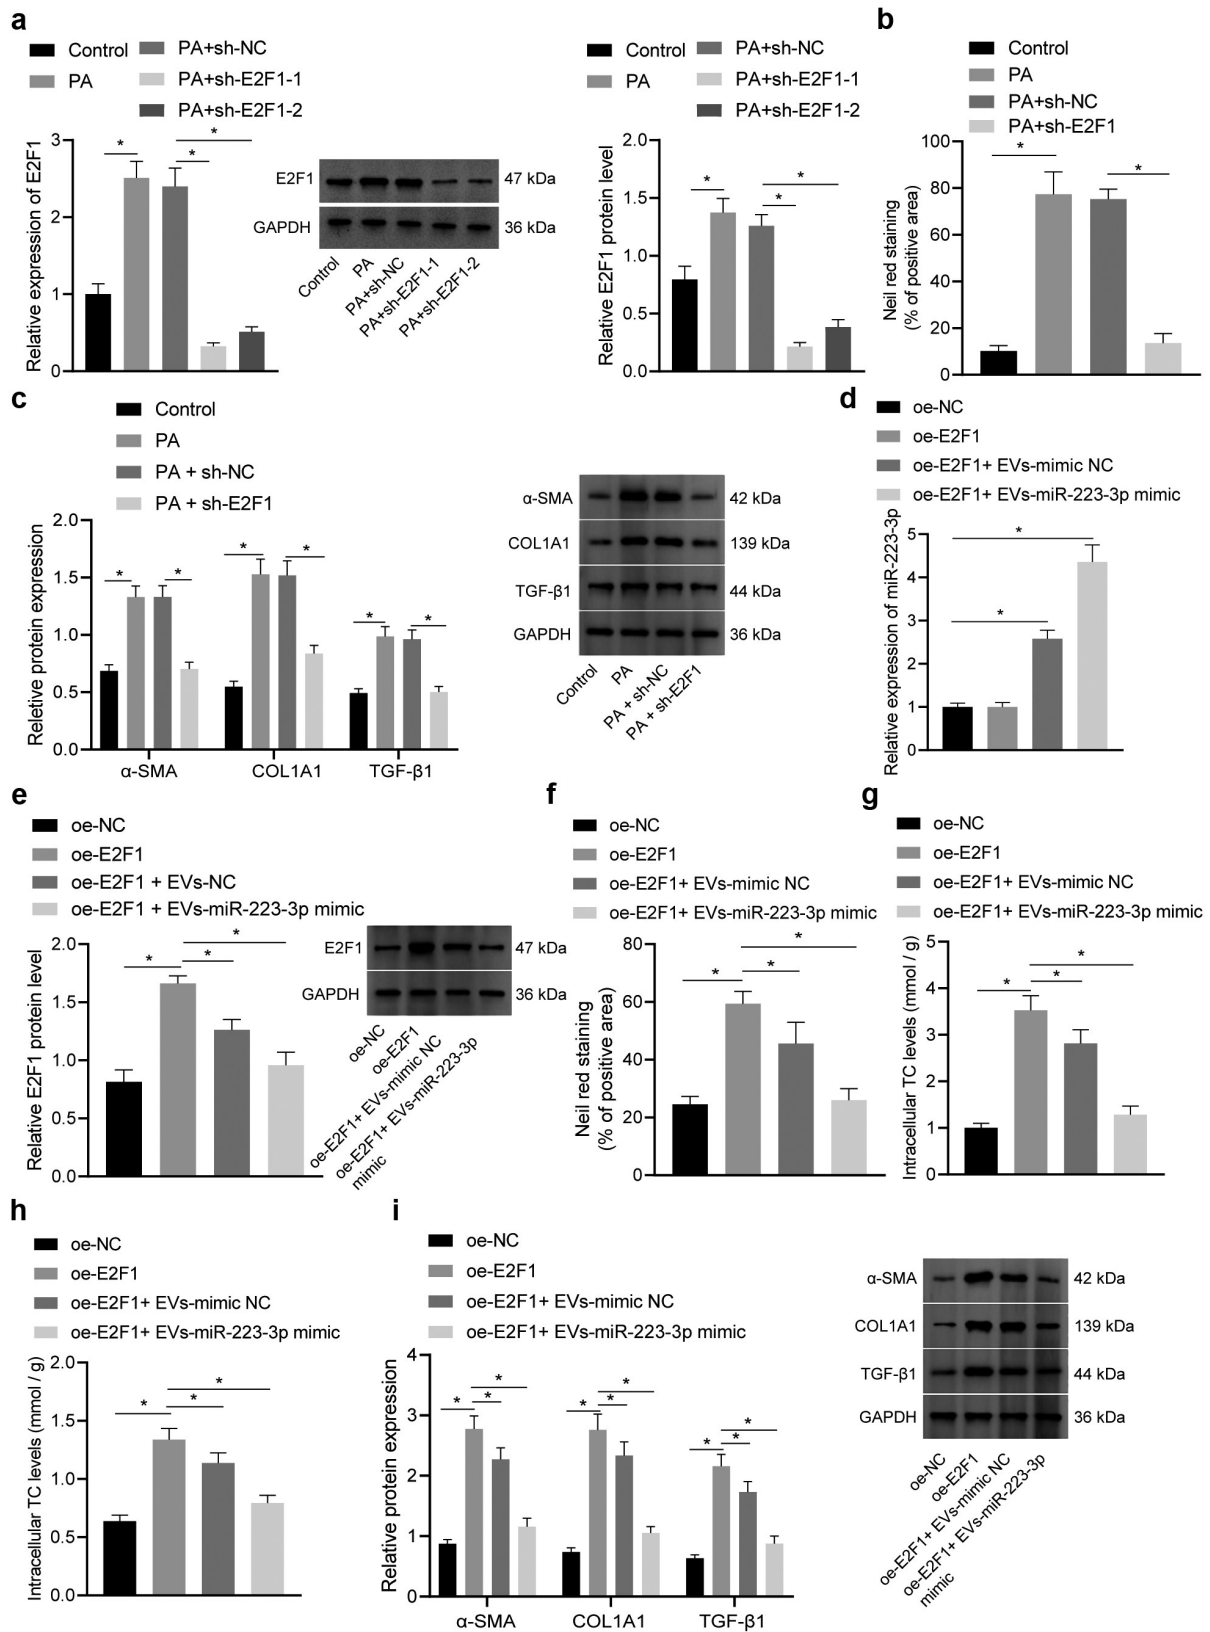 a
Control
PA
PA+sh-NC
PA+sh-E2F1-1
PA+sh-E2F1-2
Relative expression of E2F1
3
2
1
0
*
*
*
E2F1
47 kDa
GAPDH
36 kDa
Control
PA
PA+sh-NC
PA+sh-E2F1-1
PA+sh-E2F1-2
Control
PA
PA+sh-NC
PA+sh-E2F1-1
PA+sh-E2F1-2
Relative E2F1 protein level
2.0
1.5
1.0
0.5
0.0
*
*
*
b
Control
PA
PA+sh-NC
PA+sh-E2F1
Neil red staining
(% of positive area)
100
80
60
40
20
0
*
*
c
Control
PA
PA + sh-NC
PA + sh-E2F1
Reletive protein expression
2.0
1.5
1.0
0.5
0.0
*
*
*
*
*
*
α-SMA
COL1A1
TGF-β1
α-SMA
42 kDa
COL1A1
139 kDa
TGF-β1
44 kDa
GAPDH
36 kDa
Control
PA
PA + sh-NC
PA + sh-E2F1
d
oe-NC
oe-E2F1
oe-E2F1+ EVs-mimic NC
oe-E2F1+ EVs-miR-223-3p mimic
Relative expression of miR-223-3p
5
4
3
2
1
0
*
*
e
oe-NC
oe-E2F1
oe-E2F1 + EVs-NC
oe-E2F1 + EVs-miR-223-3p mimic
Relative E2F1 protein level
2.0
1.5
1.0
0.5
0.0
*
*
*
E2F1
47 kDa
GAPDH
36 kDa
oe-NC
oe-E2F1
oe-E2F1+ EVs-mimic NC
oe-E2F1+ EVs-miR-223-3p
mimic
f
oe-NC
oe-E2F1
oe-E2F1+ EVs-mimic NC
oe-E2F1+ EVs-miR-223-3p mimic
Neil red staining
(% of positive area)
80
60
40
20
0
*
*
*
g
oe-NC
oe-E2F1
oe-E2F1+ EVs-mimic NC
oe-E2F1+ EVs-miR-223-3p mimic
Intracellular TC levels (mmol / g)
5
4
3
2
1
0
*
*
*
h
oe-NC
oe-E2F1
oe-E2F1+ EVs-mimic NC
oe-E2F1+ EVs-miR-223-3p mimic
Intracellular TC levels (mmol / g)
2.0
1.5
1.0
0.5
0.0
*
*
*
i
oe-NC
oe-E2F1
oe-E2F1+ EVs-mimic NC
oe-E2F1+ EVs-miR-223-3p mimic
Relative protein expression
4
3
2
1
0
*
*
*
*
*
*
*
*
*
α-SMA
COL1A1
TGF-β1
α-SMA
42 kDa
COL1A1
139 kDa
TGF-β1
44 kDa
GAPDH
36 kDa
oe-NC
oe-E2F1
oe-E2F1+ EVs-mimic NC
oe-E2F1+ EVs-miR-223-3p
mimic